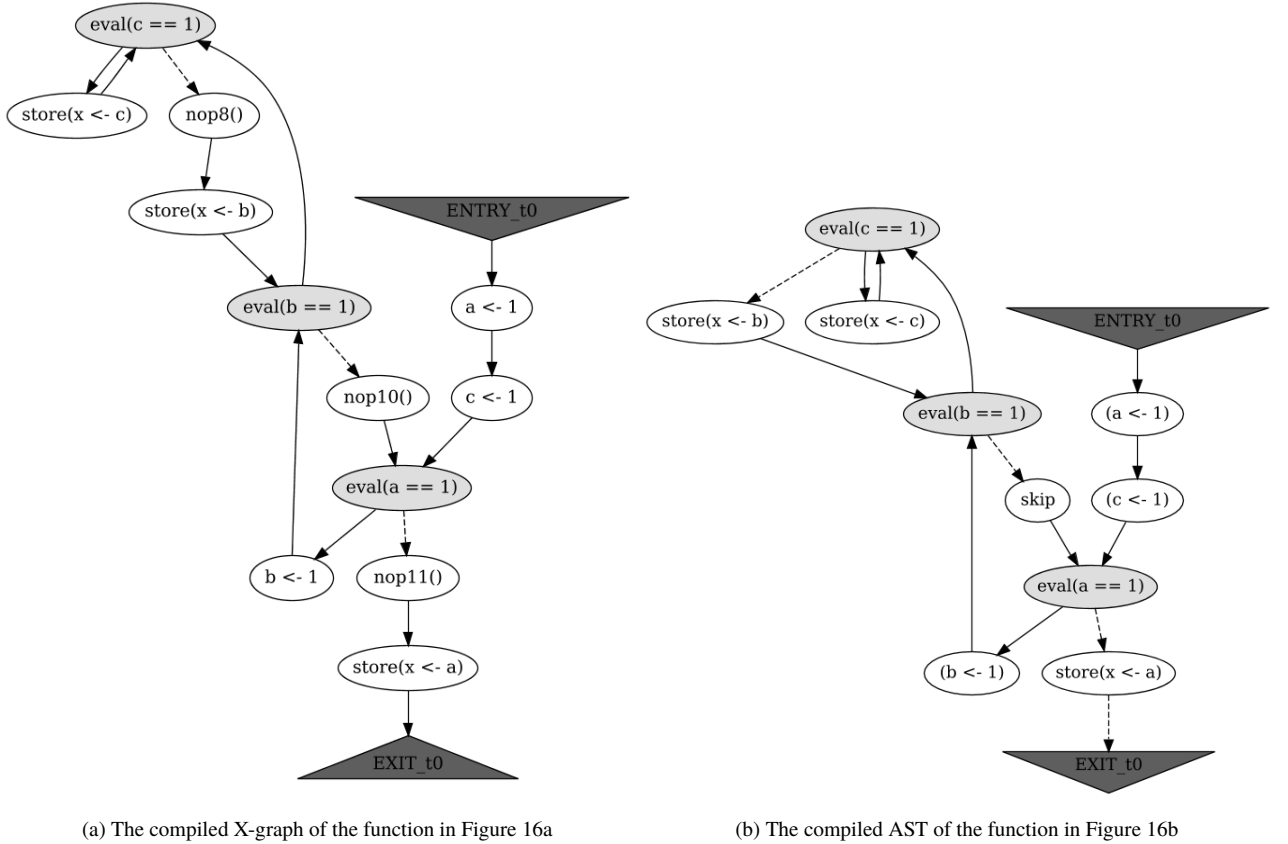 eval(c == 1)
store(x <- c)
nop8()
store(x <- b)
ENTRY_t0
eval(b == 1)
a <- 1
nop10()
c <- 1
eval(a == 1)
b <- 1
nop11()
store(x <- a)
EXIT_t0
(a) The compiled X-graph of the function in Figure 16a
eval(c == 1)
store(x <- b)
store(x <- c)
ENTRY_t0
eval(b == 1)
(a <- 1)
skip
(c <- 1)
eval(a == 1)
(b <- 1)
store(x <- a)
EXIT_t0
(b) The compiled AST of the function in Figure 16b